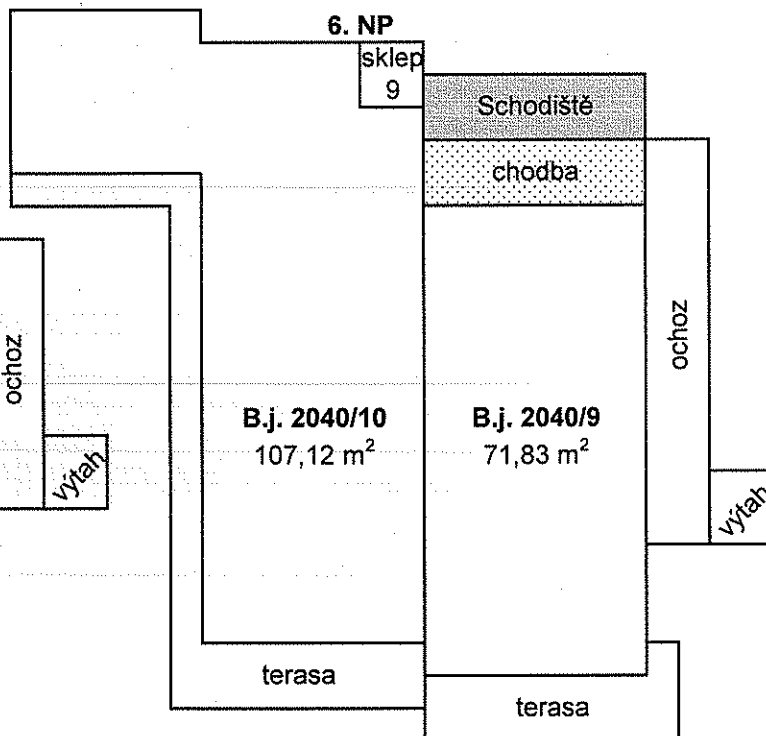 6. NP
sklep
9
Schodiště
chodba
ochoz
výtah
B.j. 2040/10
107,12 m²
B.j. 2040/9
71,83 m²
ochoz
výtah
terasa
terasa